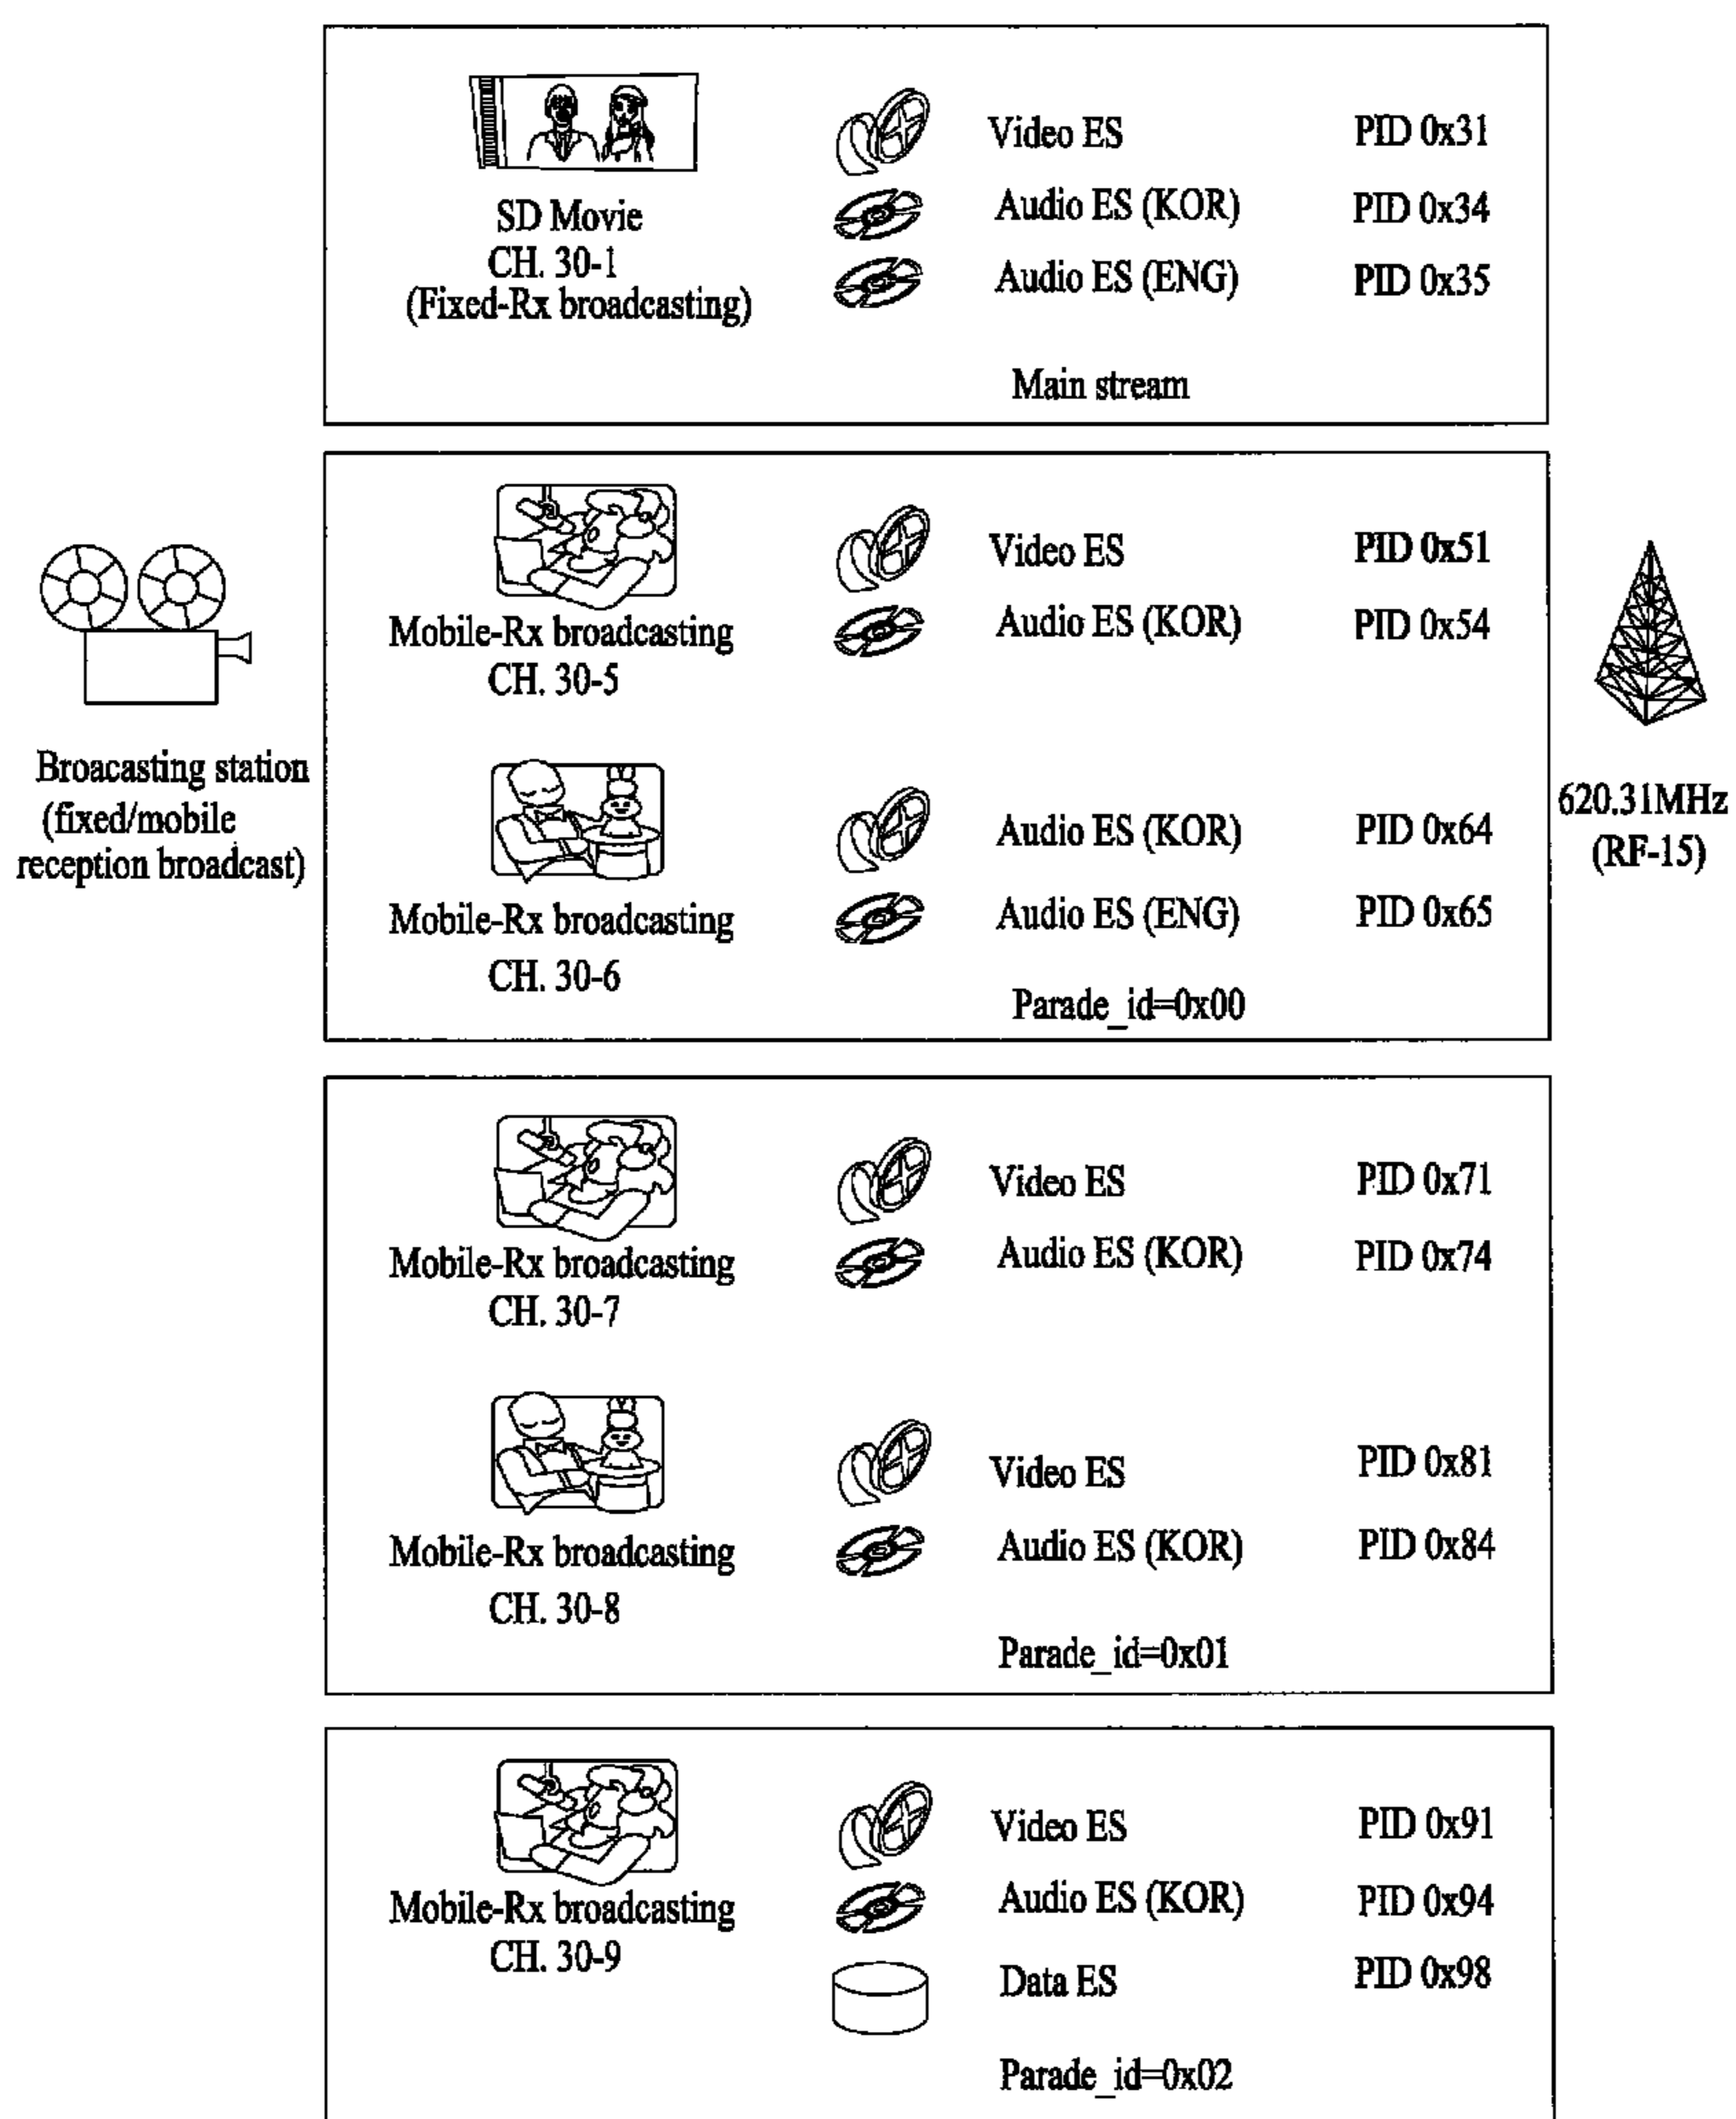 SD Movie
CH. 30-1
(Fixed-Rx broadcasting)
Video ES PID 0x31
Audio ES (KOR) PID 0x34
Audio ES (ENG) PID 0x35
Main stream
Broacasting station
(fixed/mobile
reception broadcast)
Mobile-Rx broadcasting
CH. 30-5
Video ES PID 0x51
Audio ES (KOR) PID 0x54
Mobile-Rx broadcasting
CH. 30-6
Audio ES (KOR) PID 0x64
Audio ES (ENG) PID 0x65
Parade_id=0x00
620.31MHz
(RF-15)
Mobile-Rx broadcasting
CH. 30-7
Video ES PID 0x71
Audio ES (KOR) PID 0x74
Mobile-Rx broadcasting
CH. 30-8
Video ES PID 0x81
Audio ES (KOR) PID 0x84
Parade_id=0x01
Mobile-Rx broadcasting
CH. 30-9
Video ES PID 0x91
Audio ES (KOR) PID 0x94
Data ES PID 0x98
Parade_id=0x02